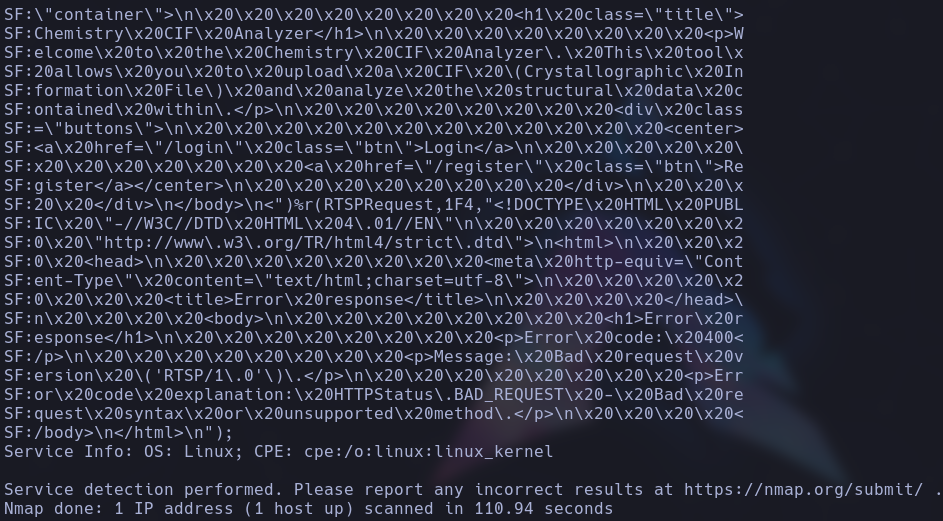 SF:\"container\">\n\x20\x20\x20\x20\x20\x20\x20\x20<h1\x20class=\"title\">
SF:Chemistry\x20CIF\x20Analyzer</h1>\n\x20\x20\x20\x20\x20\x20\x20\x20<p>W
SF:elcome\x20to\x20the\x20Chemistry\x20CIF\x20Analyzer\.\x20This\x20tool\x
SF:20allows\x20you\x20to\x20upload\x20a\x20CIF\x20\(Crystallographic\x20In
SF:formation\x20File\)\x20and\x20analyze\x20the\x20structural\x20data\x20c
SF:ontained\x20within\.</p>\n\x20\x20\x20\x20\x20\x20\x20\x20<div\x20class
SF:=\"buttons\">\n\x20\x20\x20\x20\x20\x20\x20\x20\x20\x20\x20\x20<center>
SF:<a\x20href=\"/login\"\x20class=\"btn\">Login</a>\n\x20\x20\x20\x20\x20\
SF:x20\x20\x20\x20\x20\x20\x20<a\x20href=\"/register\"\x20class=\"btn\">Re
SF:gister</a></center>\n\x20\x20\x20\x20\x20\x20\x20\x20</div>\n\x20\x20\x
SF:20\x20</div>\n</body>\n<")%r(RTSPRequest,1F4,"<!DOCTYPE\x20HTML\x20PUBL
SF:IC\x20\"-//W3C//DTD\x20HTML\x204\.01//EN\"\n\x20\x20\x20\x20\x20\x20\x2
SF:0\x20\"http://www\.w3\.org/TR/html4/strict\.dtd\">\n<html>\n\x20\x20\x2
SF:0\x20<head>\n\x20\x20\x20\x20\x20\x20\x20\x20<meta\x20http-equiv=\"Cont
SF:ent-Type\"\x20content=\"text/html;charset=utf-8\">\n\x20\x20\x20\x20\x2
SF:0\x20\x20\x20<title>Error\x20response</title>\n\x20\x20\x20\x20</head>\
SF:n\x20\x20\x20\x20<body>\n\x20\x20\x20\x20\x20\x20\x20\x20<h1>Error\x20r
SF:esponse</h1>\n\x20\x20\x20\x20\x20\x20\x20\x20<p>Error\x20code:\x20400<
SF:/p>\n\x20\x20\x20\x20\x20\x20\x20\x20<p>Message:\x20Bad\x20request\x20v
SF:ersion\x20\('RTSP/1\.0'\)\.</p>\n\x20\x20\x20\x20\x20\x20\x20\x20<p>Err
SF:or\x20code\x20explanation:\x20HTTPStatus\.BAD_REQUEST\x20-\x20Bad\x20re
SF:quest\x20syntax\x20or\x20unsupported\x20method\.</p>\n\x20\x20\x20\x20<
SF:/body>\n</html>\n");
Service Info: OS: Linux; CPE: cpe:/o:linux:linux_kernel
Service detection performed. Please report any incorrect results at https://nmap.org/submit/ .
Nmap done: 1 IP address (1 host up) scanned in 110.94 seconds